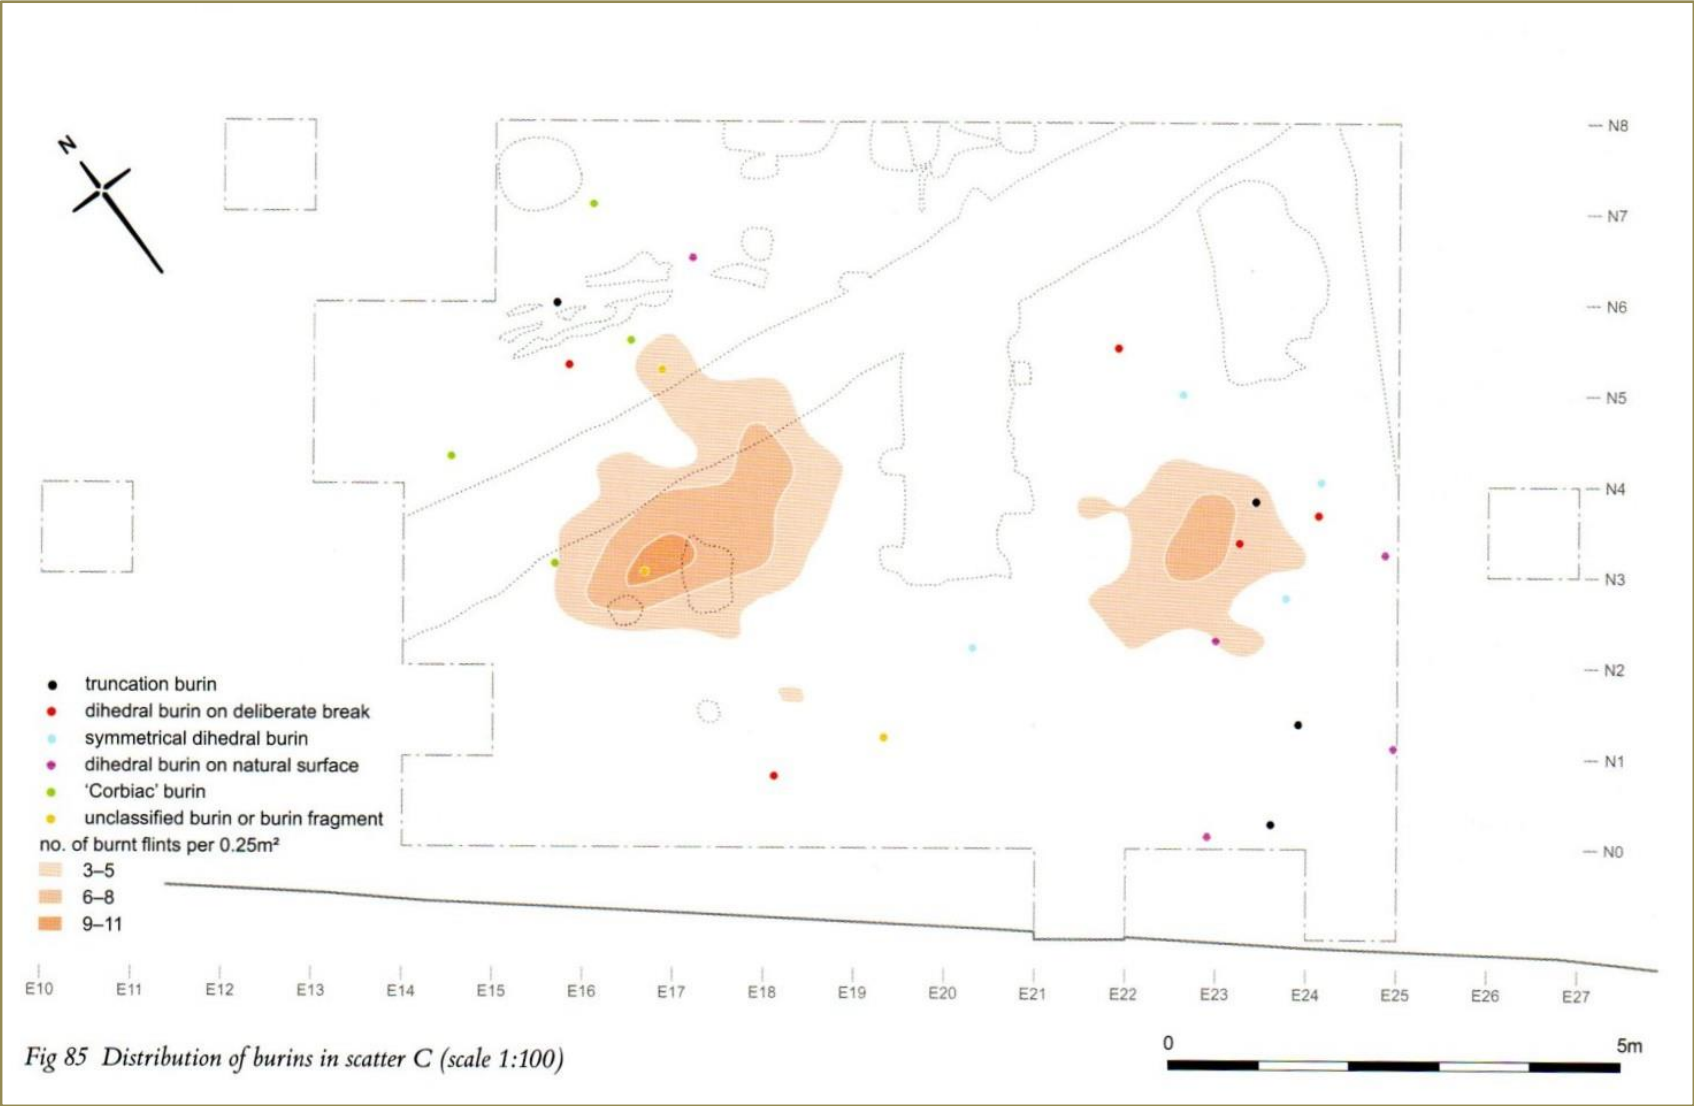 N
N8
N7
N6
N5
N4
N3
N2
N1
N0
truncation burin
dihedral burin on deliberate break
symmetrical dihedral burin
dihedral burin on natural surface
‘Corbiac’ burin
unclassified burin or burin fragment
no. of burnt flints per 0.25m²
3–5
6–8
9–11
E10 E11 E12 E13 E14 E15 E16 E17 E18 E19 E20 E21 E22 E23 E24 E25 E26 E27
0 5m
Fig 85 Distribution of burins in scatter C (scale 1:100)